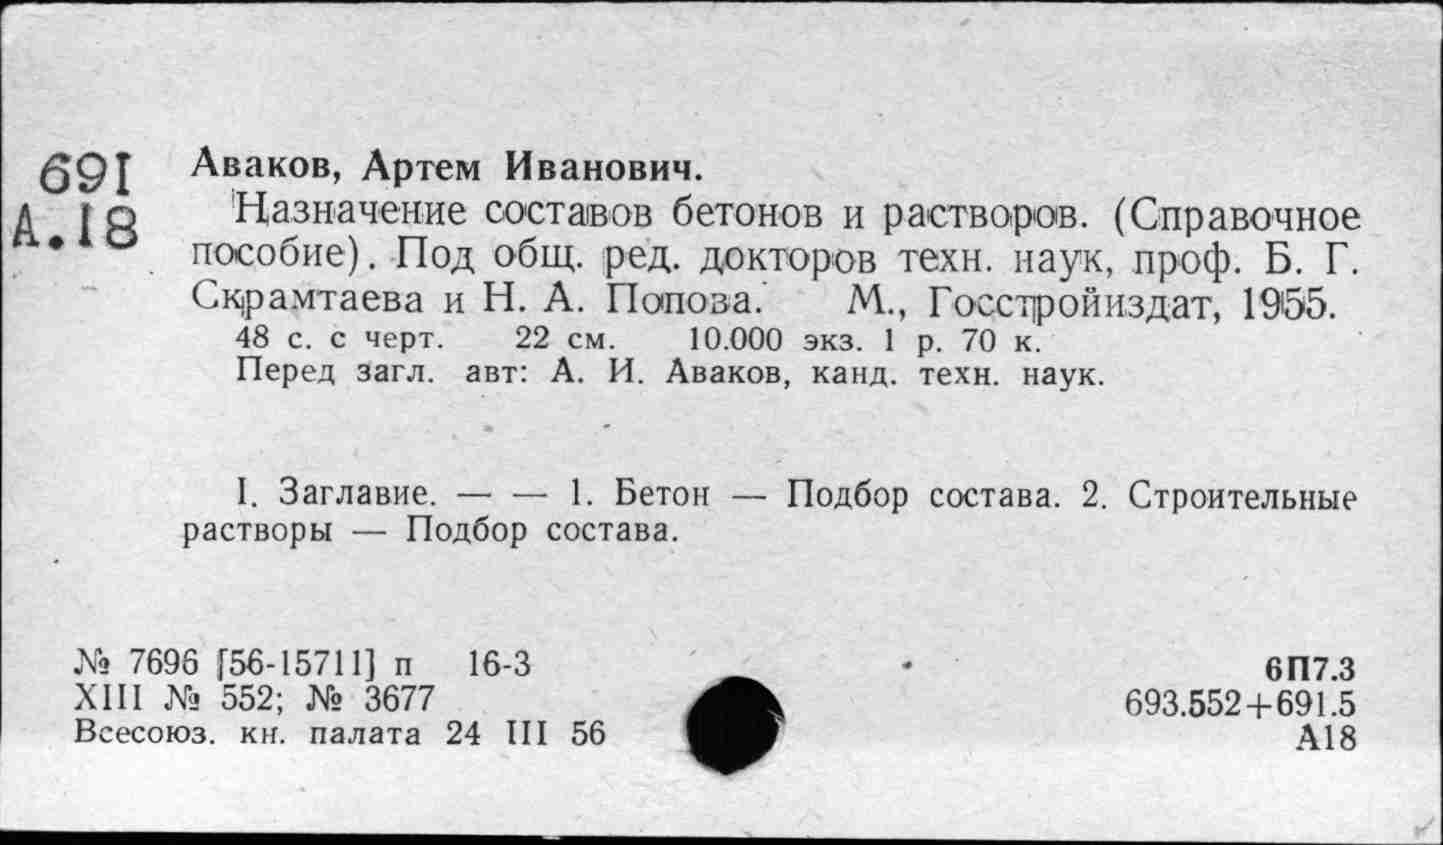 691 Аваков, Артем Иванович.
А.18 Назначение составов бетонов и растворов. (Справочное
пособие). Под общ. ред. докторов техн. наук, проф. Б. Г.
Скрамтаева и Н. А. Попова. М., Госстройиздат, 1955.
48 с. с черт. 22 см. 10.000 экз. 1 р. 70 к.
Перед загл. авт: А. И. Аваков, канд. техн. наук.
I. Заглавие. — — 1. Бетон — Подбор состава. 2. Строительные
растворы — Подбор состава.
№ 7696 [56-15711] п 16-3 6П7.3
XIII № 552; № 3677 693.552+691.5
Всесоюз. кн. палата 24 III 56 А18